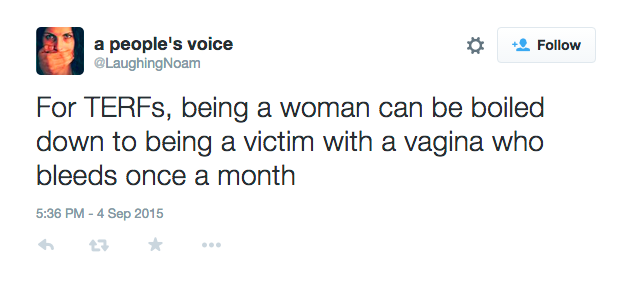 a people's voice
@LaughingNoam
Follow
For TERFs, being a woman can be boiled
down to being a victim with a vagina who
bleeds once a month
5:36 PM - 4 Sep 2015